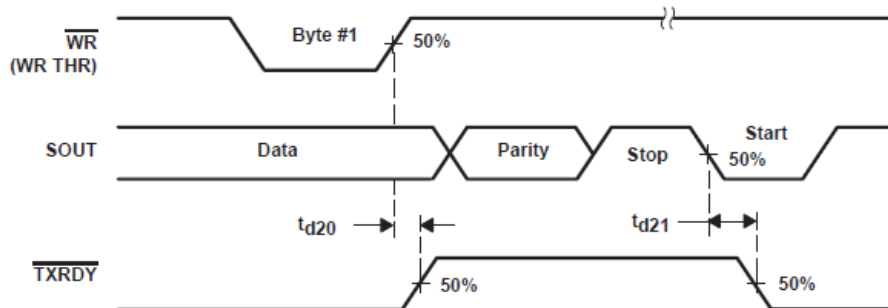 WR
(WR THR)
Byte #1
50%
SOUT
Data
Parity
Stop
Start
50%
td20
td21
TXRDY
50%
50%